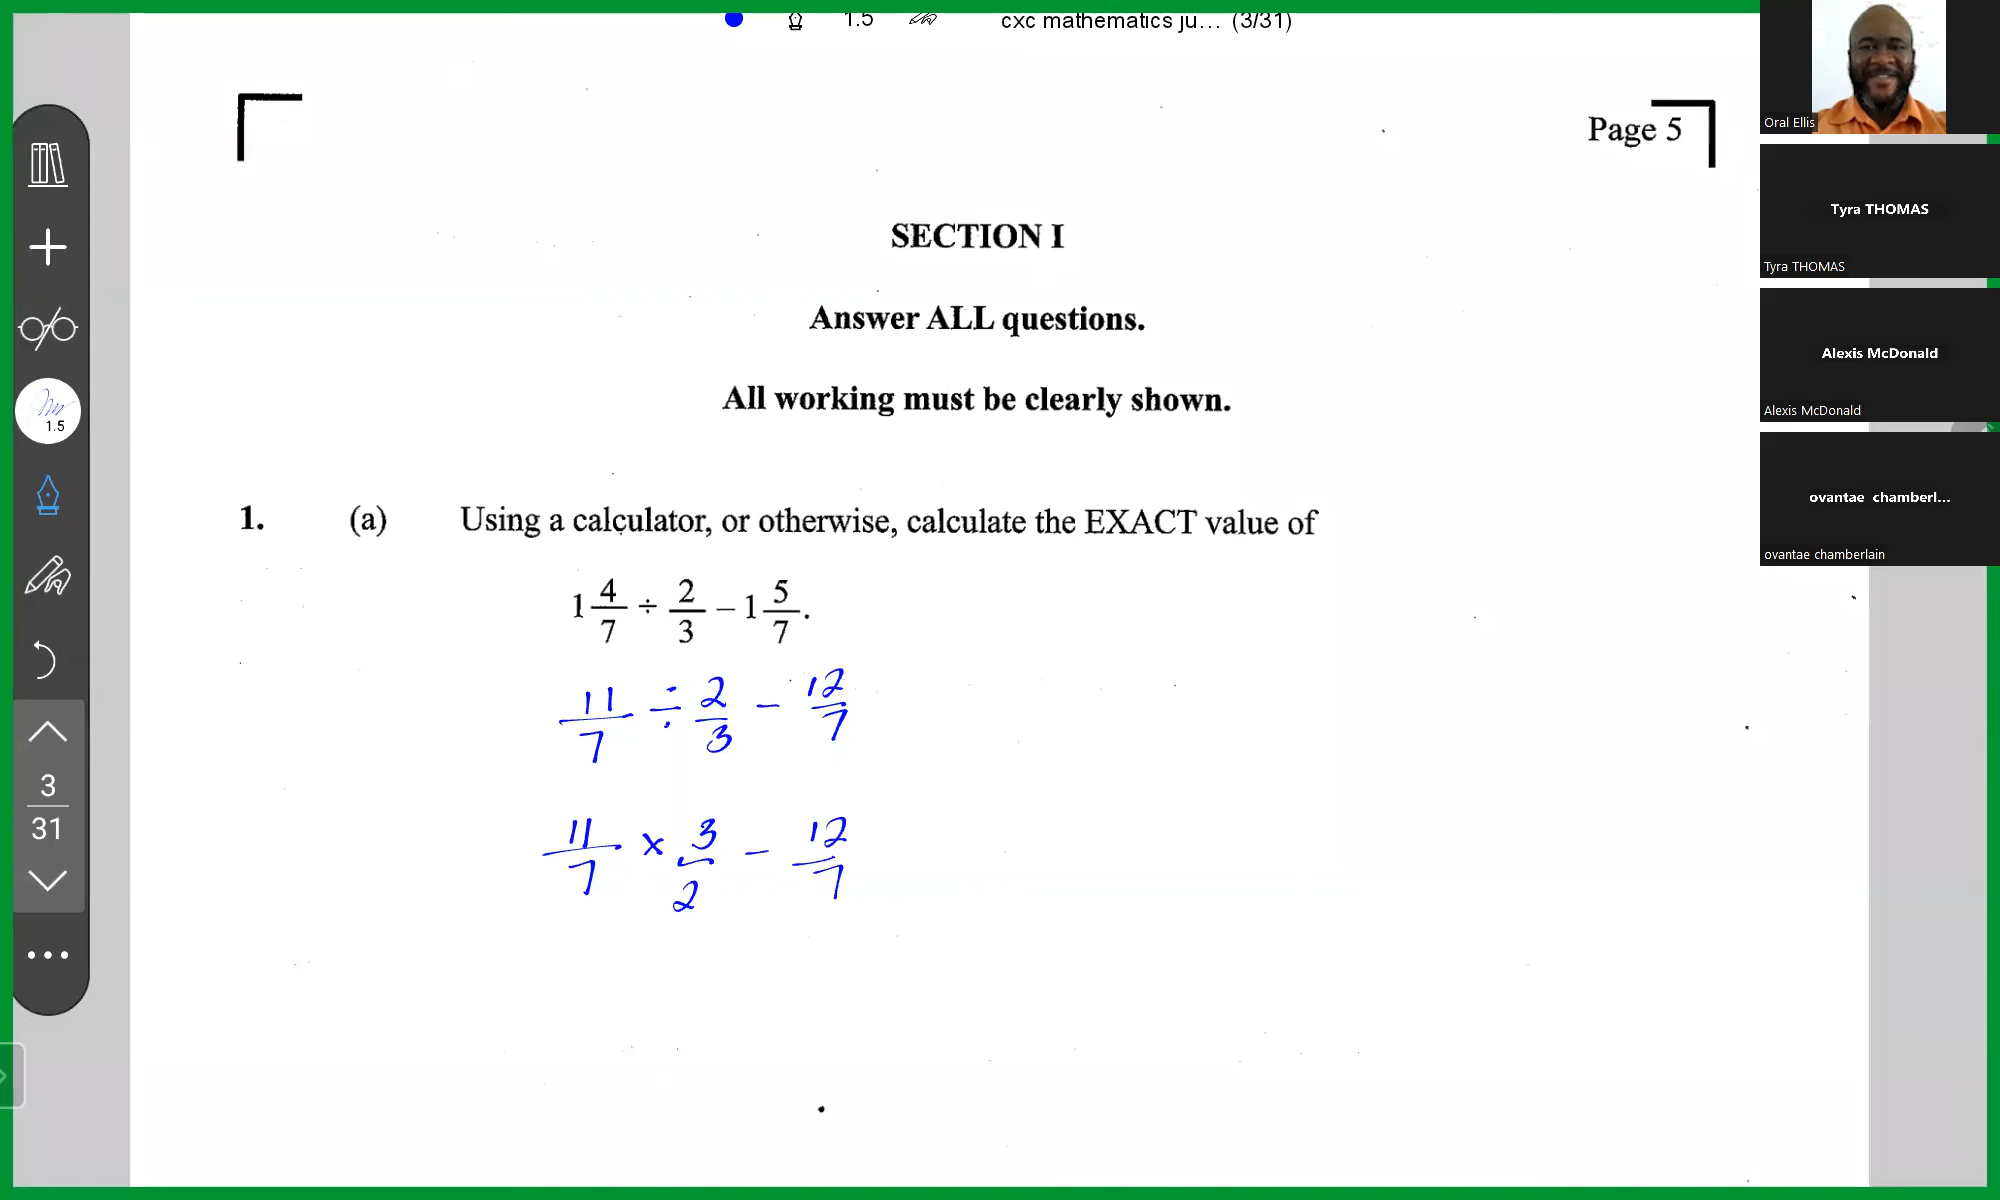 1.5 cxc mathematics ju... (3/31)
Oral Ellis
Page 5
Tyra THOMAS
Tyra THOMAS
SECTION I
Answer ALL questions.
Alexis McDonald
Alexis McDonald
All working must be clearly shown.
1.5
ovantae chamberl...
ovantae chamberlain
1. (a) Using a calculator, or otherwise, calculate the EXACT value of
1 4/7 ÷ 2/3 – 1 5/7.
11/7 ÷ 2/3 - 12/7
3
31
11/7 x 3/2 - 12/7